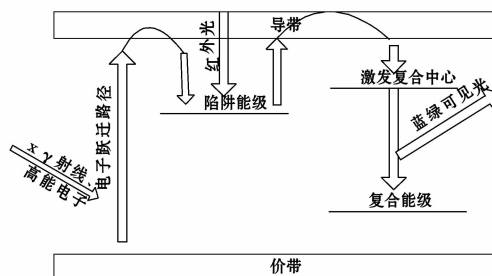 导带
红外光
陷阱能级
激发复合中心
电子跃迁路径
x γ射线、
高能电子
蓝绿可见光
复合能级
价带